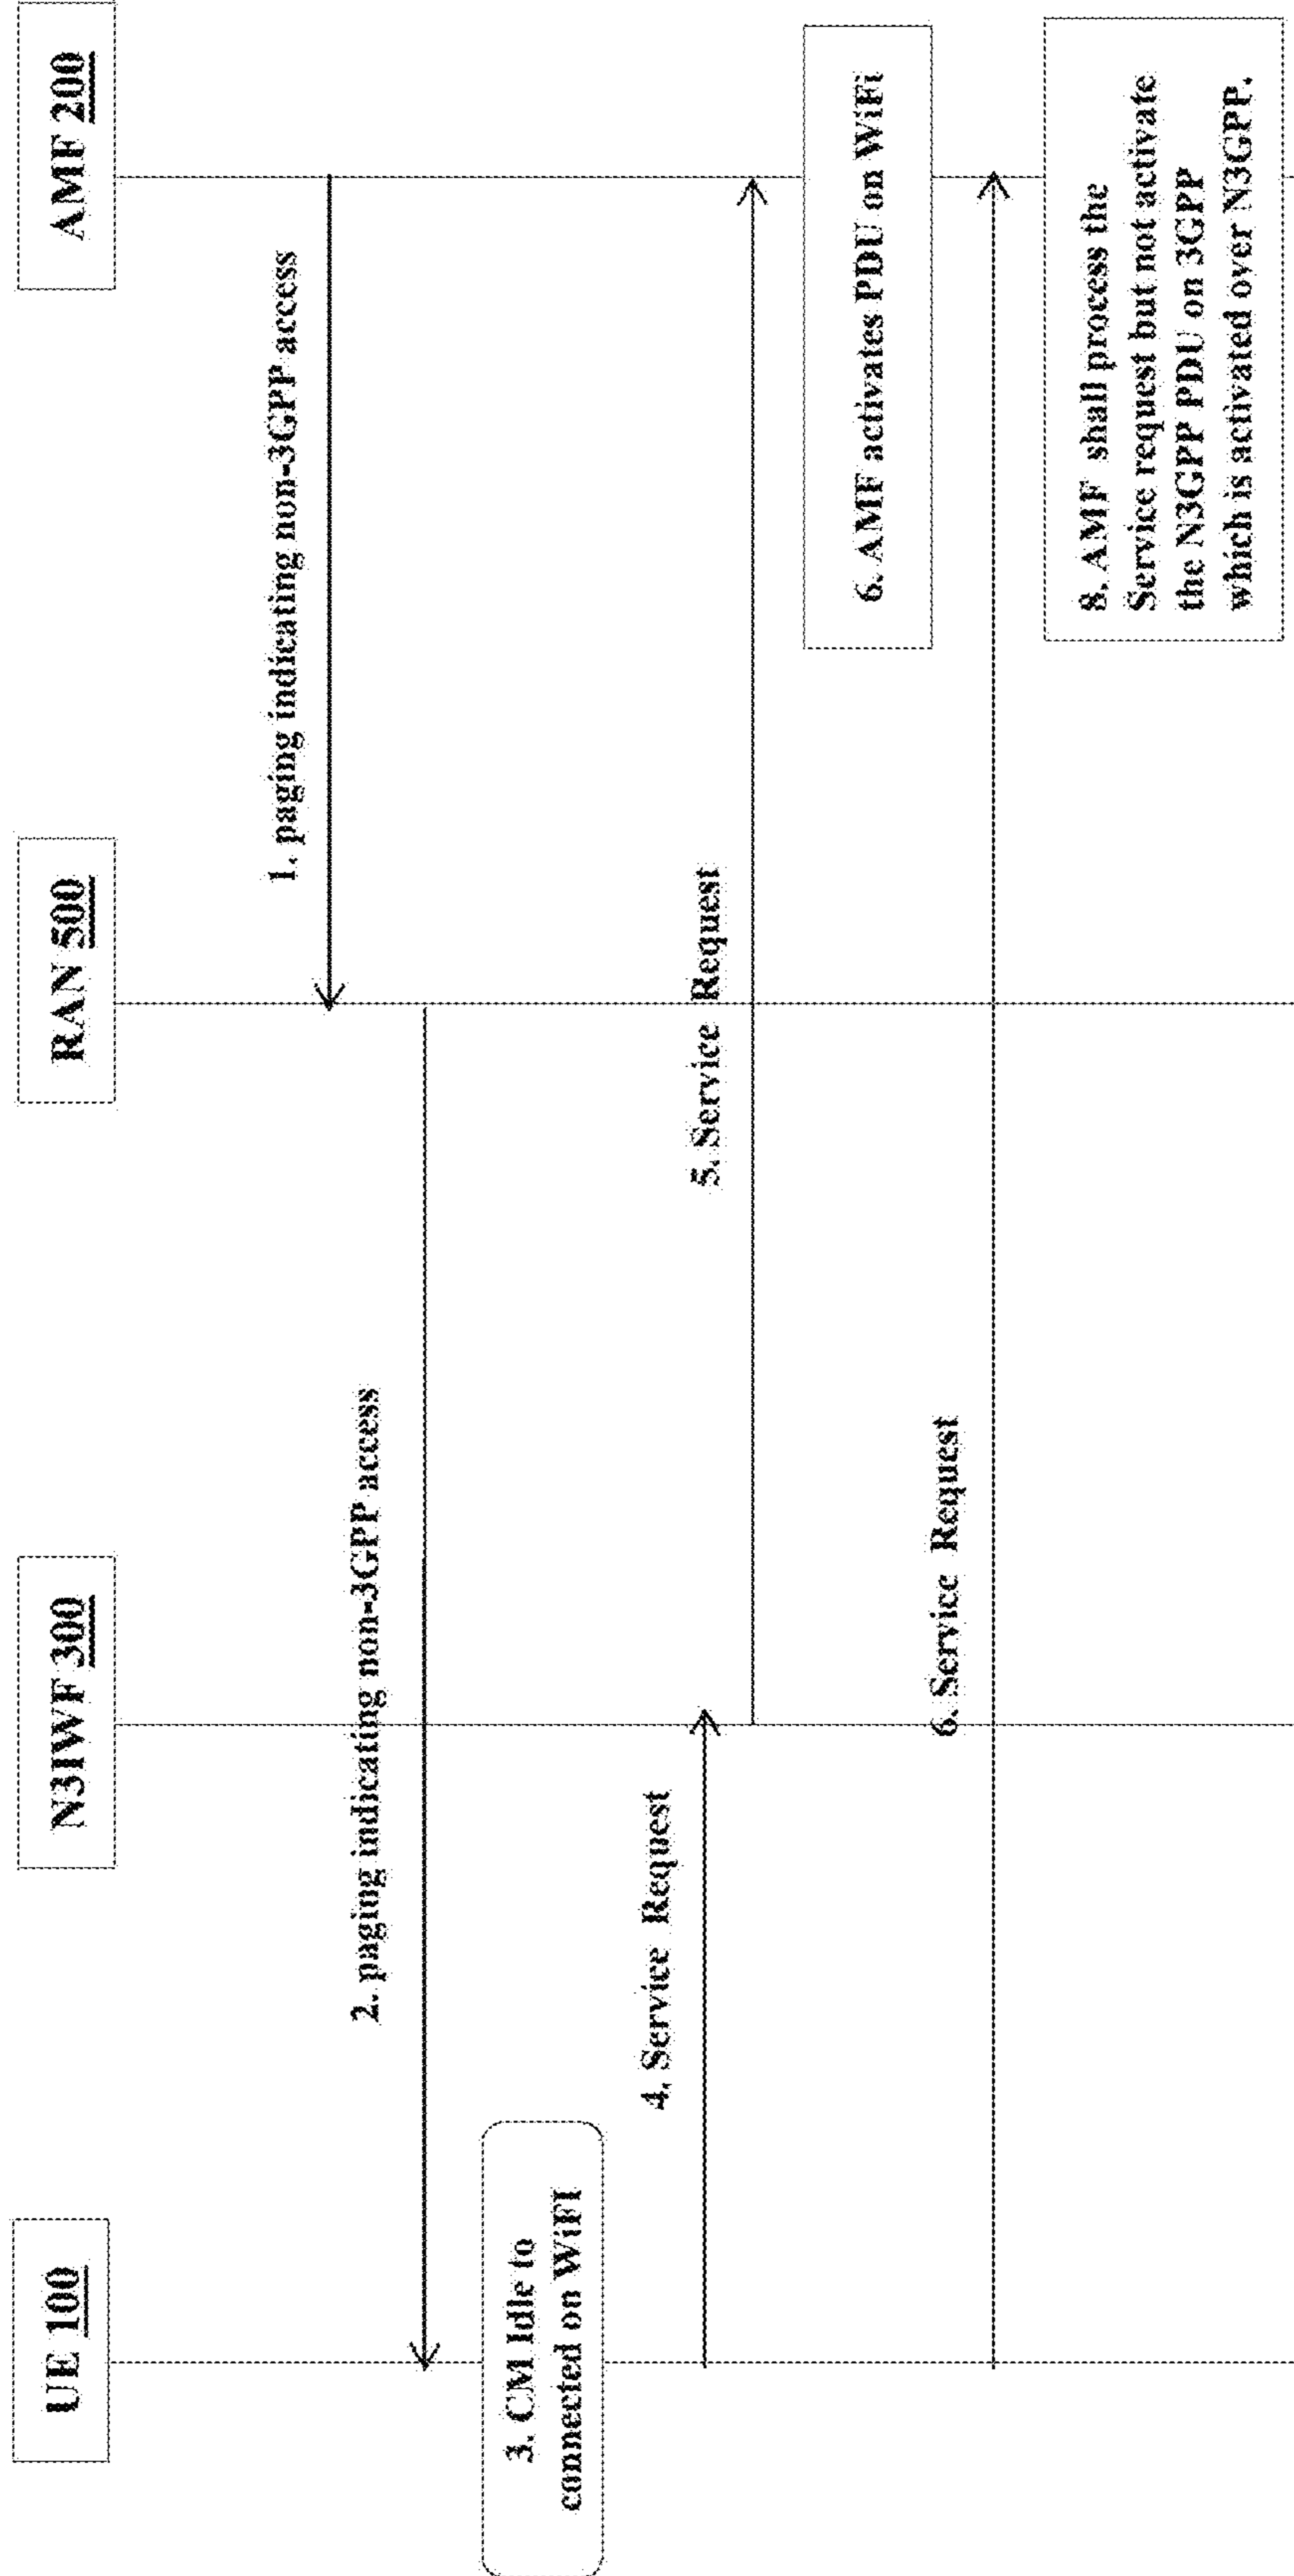 UE 100
N3IWF 300
RAN 500
AMF 200
1. paging indicating non-3GPP access
2. paging indicating non-3GPP access
3. CM Idle to
connected on WiFI
4. Service Request
5. Service Request
6. AMF activates PDU on WiFi
6. Service Request
8. AMF shall process the
Service request but not activate
the N3GPP PDU on 3GPP
which is activated over N3GPP.